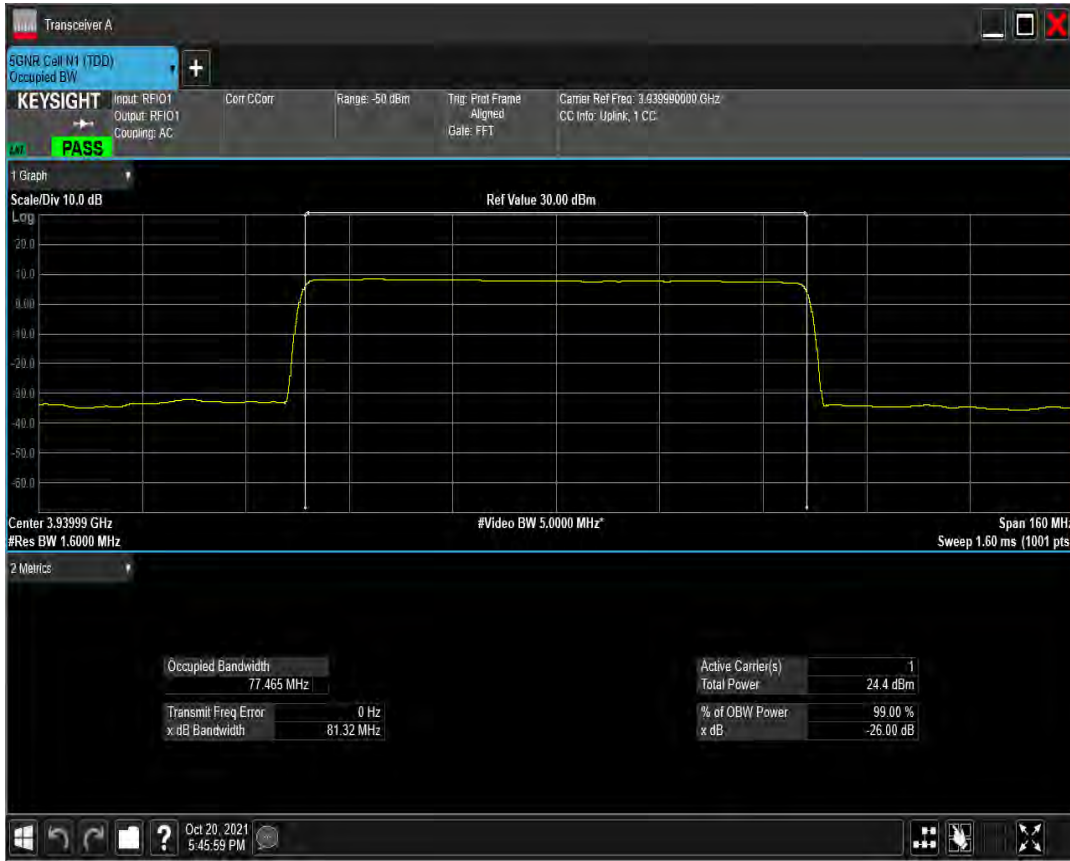 Transceiver A
5GNR Cell N1 (TDD)
Occupied BW
+
KEYSIGHT
Input: RFIO1
Output: RFIO1
Coupling: AC
Corr CCorr
Range: -50 dBm
Trig: Prot Frame
Aligned
Gate: FFT
Carrier Ref Freq: 3.939990000 GHz
CC Info: Uplink, 1 CC
PASS
1 Graph
Scale/Div 10.0 dB
Ref Value 30.00 dBm
Log
20.0
10.0
0.00
-10.0
-20.0
-30.0
-40.0
-50.0
-60.0
Center 3.93999 GHz
#Video BW 5.0000 MHz*
Span 160 MHz
#Res BW 1.6000 MHz
Sweep 1.60 ms (1001 pts
2 Metrics
Occupied Bandwidth
77.465 MHz
Transmit Freq Error 0 Hz
x dB Bandwidth 81.32 MHz
Active Carrier(s) 1
Total Power 24.4 dBm
% of OBW Power 99.00 %
x dB -26.00 dB
?
Oct 20, 2021
5:45:59 PM